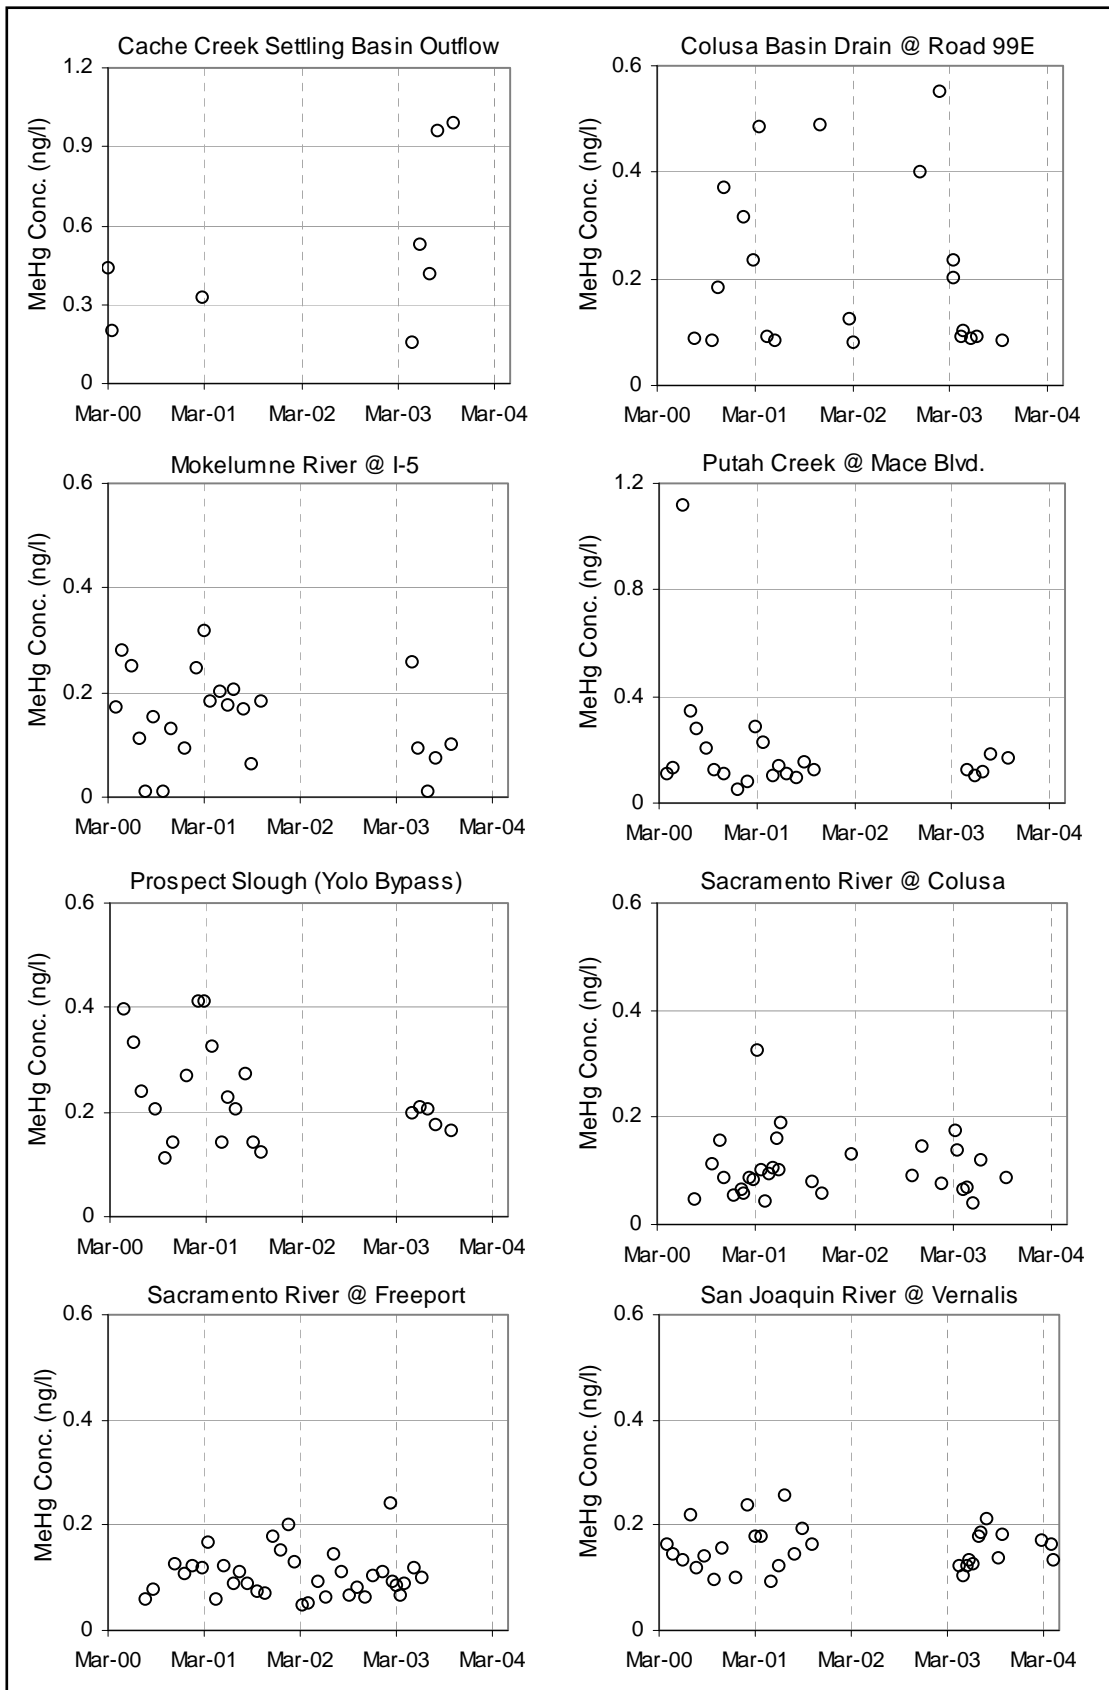 Cache Creek Settling Basin Outflow
MeHg Conc. (ng/l)
1.2
0.9
0.6
0.3
0
Mar-00 Mar-01 Mar-02 Mar-03 Mar-04
Colusa Basin Drain @ Road 99E
MeHg Conc. (ng/l)
0.6
0.4
0.2
0
Mar-00 Mar-01 Mar-02 Mar-03 Mar-04
Mokelumne River @ I-5
MeHg Conc. (ng/l)
0.6
0.4
0.2
0
Mar-00 Mar-01 Mar-02 Mar-03 Mar-04
Putah Creek @ Mace Blvd.
MeHg Conc. (ng/l)
1.2
0.8
0.4
0
Mar-00 Mar-01 Mar-02 Mar-03 Mar-04
Prospect Slough (Yolo Bypass)
MeHg Conc. (ng/l)
0.6
0.4
0.2
0
Mar-00 Mar-01 Mar-02 Mar-03 Mar-04
Sacramento River @ Colusa
MeHg Conc. (ng/l)
0.6
0.4
0.2
0
Mar-00 Mar-01 Mar-02 Mar-03 Mar-04
Sacramento River @ Freeport
MeHg Conc. (ng/l)
0.6
0.4
0.2
0
Mar-00 Mar-01 Mar-02 Mar-03 Mar-04
San Joaquin River @ Vernalis
MeHg Conc. (ng/l)
0.6
0.4
0.2
0
Mar-00 Mar-01 Mar-02 Mar-03 Mar-04